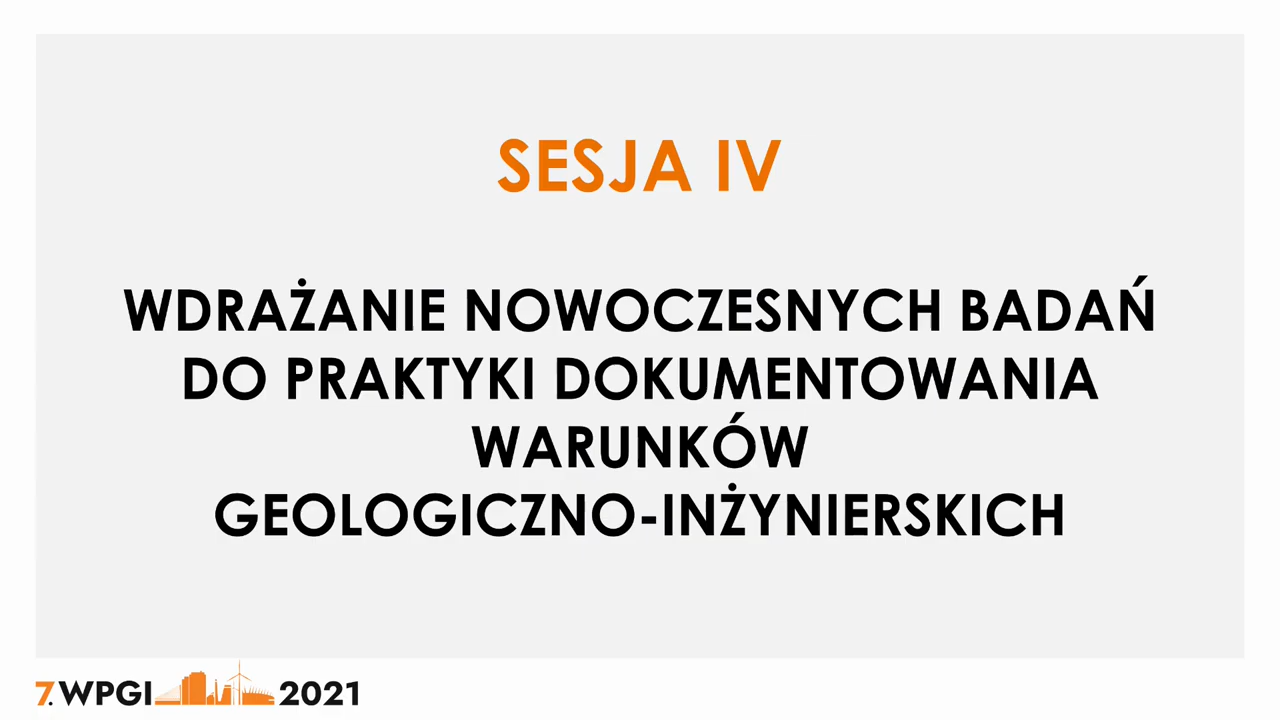 SESJA IV
WDRAŻANIE NOWOCZESNYCH BADAŃ
DO PRAKTYKI DOKUMENTOWANIA
WARUNKÓW
GEOLOGICZNO-INŻYNIERSKICH
7. WPGI 2021